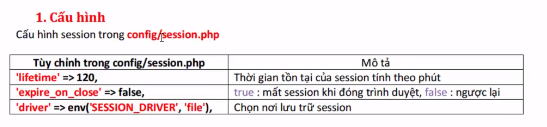 1. Cấu hình
Cấu hình session trong config/session.php
Tùy chỉnh trong config/session.php Mô tả
'lifetime' => 120, Thời gian tồn tại của session tính theo phút
'expire_on_close' => false, true : mất session khi đóng trình duyệt, false : ngược lại
'driver' => env('SESSION_DRIVER', 'file'), Chọn nơi lưu trữ session